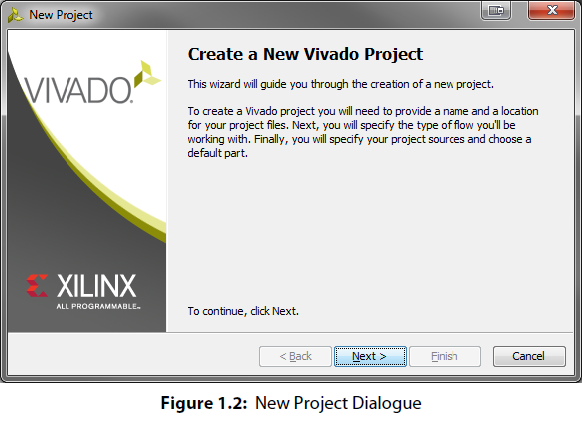 New Project
VIVADO.
Create a New Vivado Project
This wizard will guide you through the creation of a new project.
To create a Vivado project you will need to provide a name and a location
for your project files. Next, you will specify the type of flow you'll be
working with. Finally, you will specify your project sources and choose a
default part.
XILINX
ALL PROGRAMMABLE™
To continue, click Next.
< Back
Next >
Finish
Cancel
Figure 1.2: New Project Dialogue